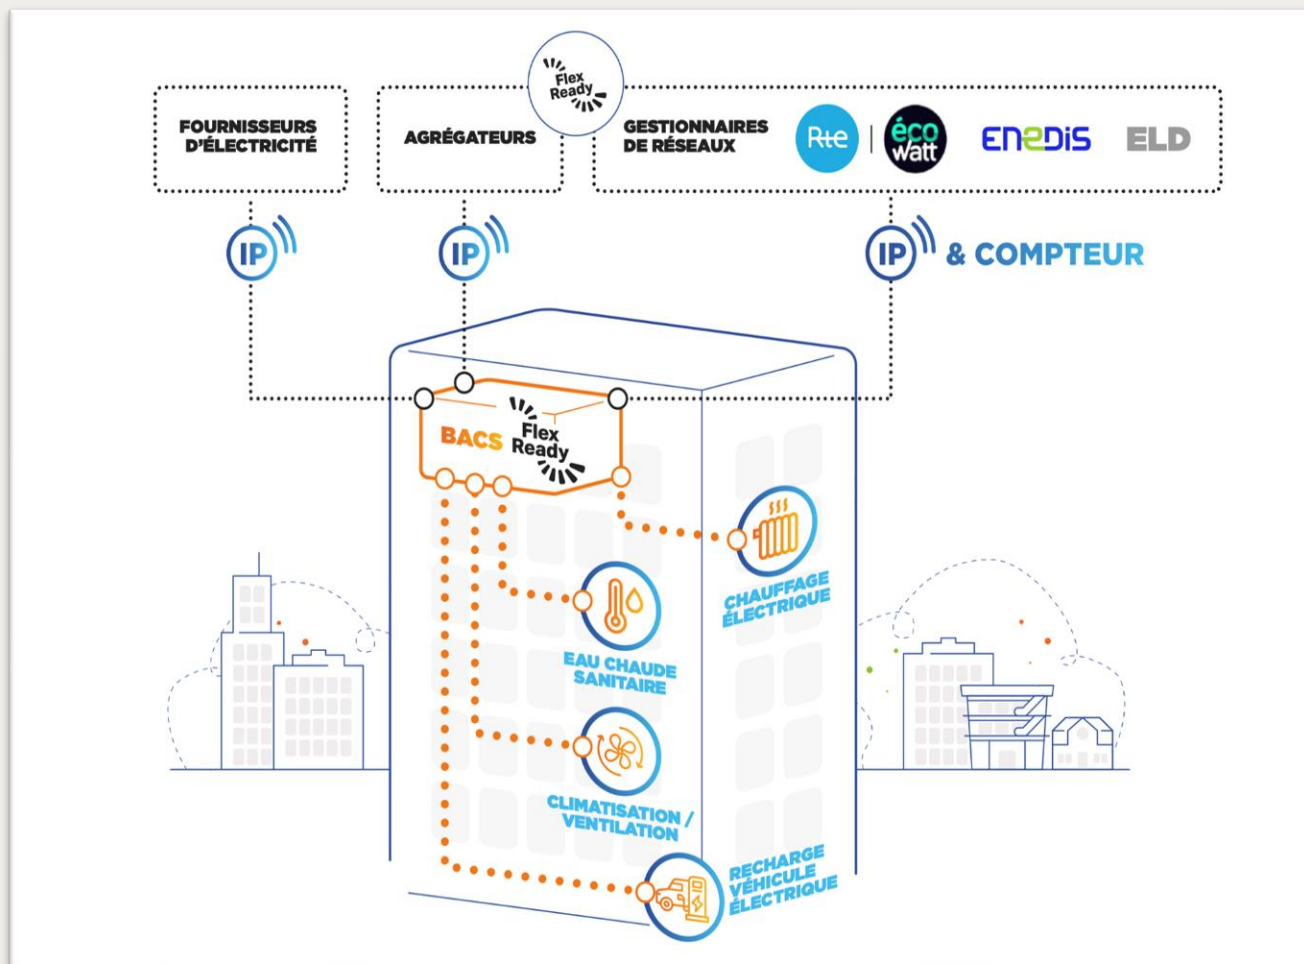 Flex
Ready
FOURNISSEURS
D'ÉLECTRICITÉ
AGRÉGATEURS
GESTIONNAIRES
DE RÉSEAUX
Rte
éco
watt
ENEDIS
ELD
IP
IP
IP & COMPTEUR
BACS
Flex
Ready
CHAUFFAGE
ÉLECTRIQUE
EAU CHAUDE
SANITAIRE
CLIMATISATION /
VENTILATION
RECHARGE
VÉHICULE
ÉLECTRIQUE